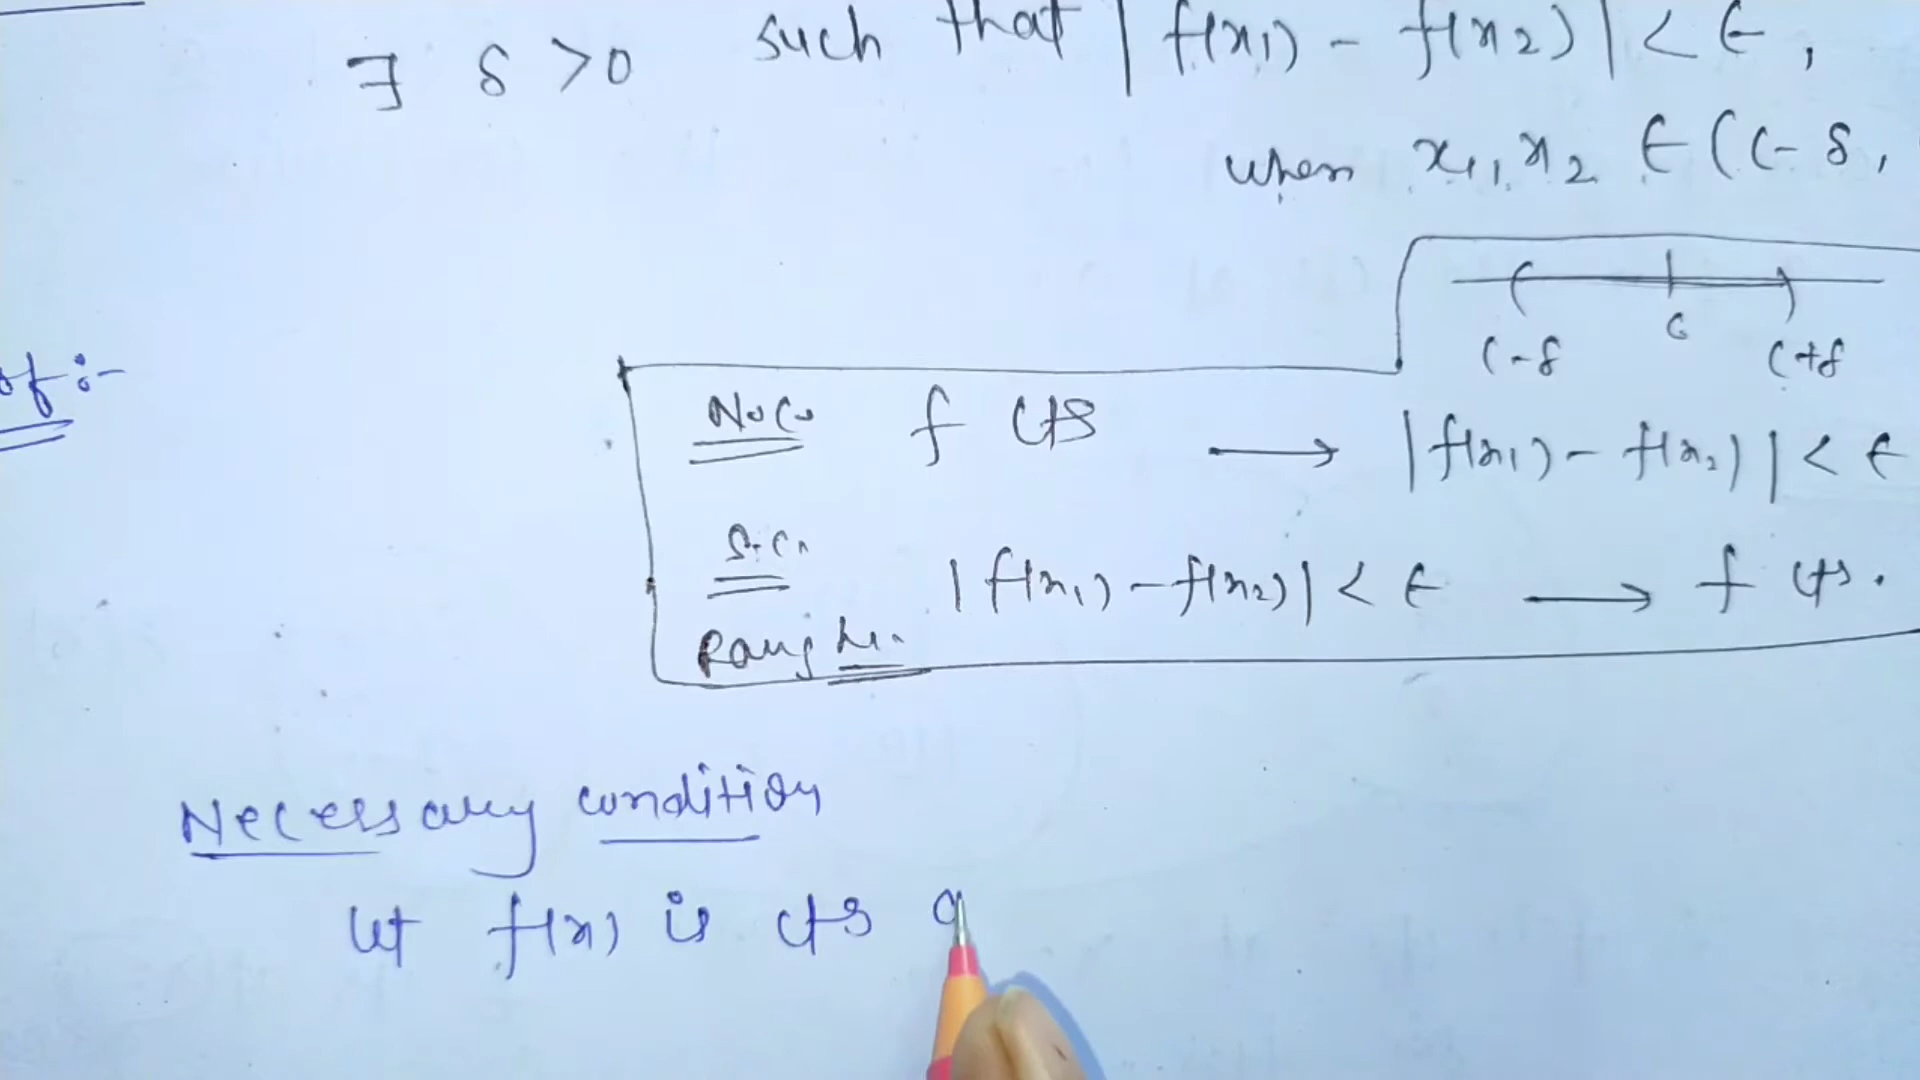 ∃ δ > 0 such that | f(x1) - f(x2) | < ε ,
when x1, x2 ∈ (c- δ,
c
c-δ c+δ
of :-
N.C. f cts → | f(x1) - f(x2) | < ε
S.C. | f(x1) - f(x2) | < ε → f cts.
Necessary condition
let f(x) is cts a